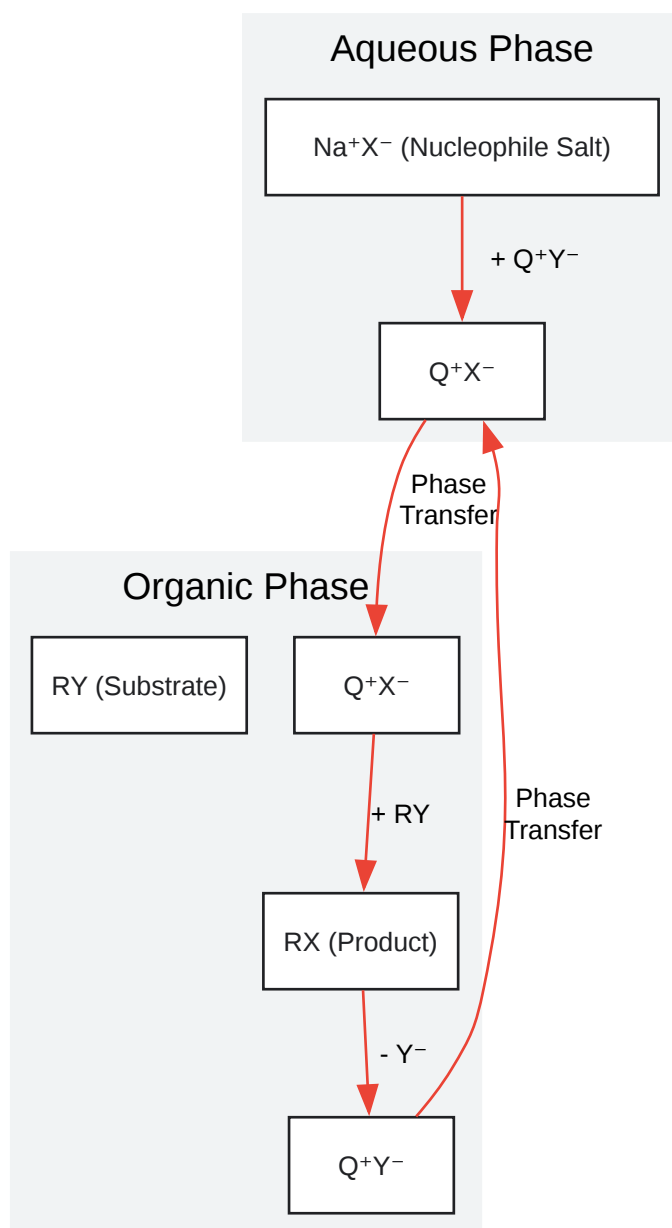 Aqueous Phase
Na⁺X⁻ (Nucleophile Salt)
+ Q⁺Y⁻
Q⁺X⁻
Phase
Transfer
Organic Phase
RY (Substrate)
Q⁺X⁻
+ RY
Phase
Transfer
RX (Product)
- Y⁻
Q⁺Y⁻